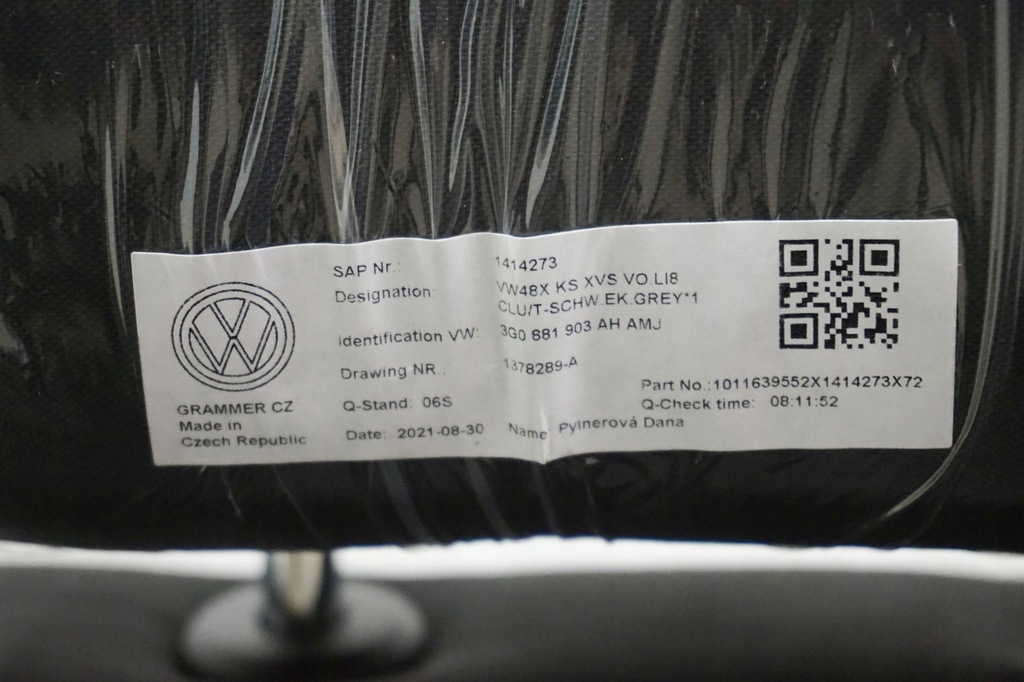 SAP Nr.: 1414273
Designation: VW48X KS XVS VO.LI8
CLU/T-SCHW.EK.GREY*1
Identification VW: 3G0 881 903 AH AMJ
Drawing NR.: 1378289-A
Part No.:1011639552X1414273X72
Q-Stand: 06S
Q-Check time: 08:11:52
Date: 2021-08-30 Name: Pylnerová Dana
GRAMMER CZ
Made in
Czech Republic